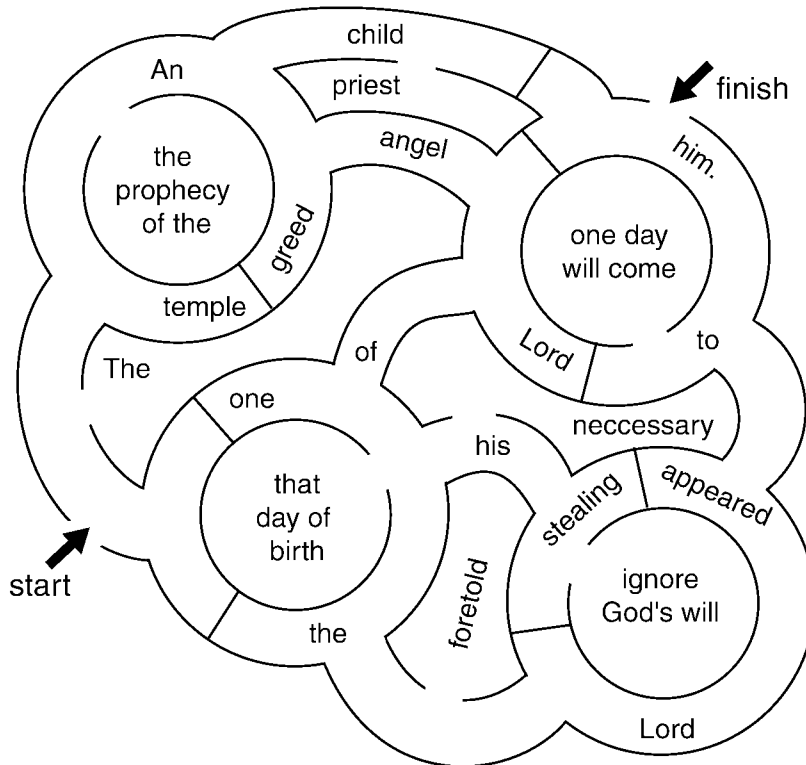 child
An
priest
finish
angel
him.
the
prophecy
of the
greed
one day
will come
temple
Lord
to
The
of
one
neccessary
his
appeared
stealing
that
day of
birth
start
ignore
God's will
foretold
the
Lord